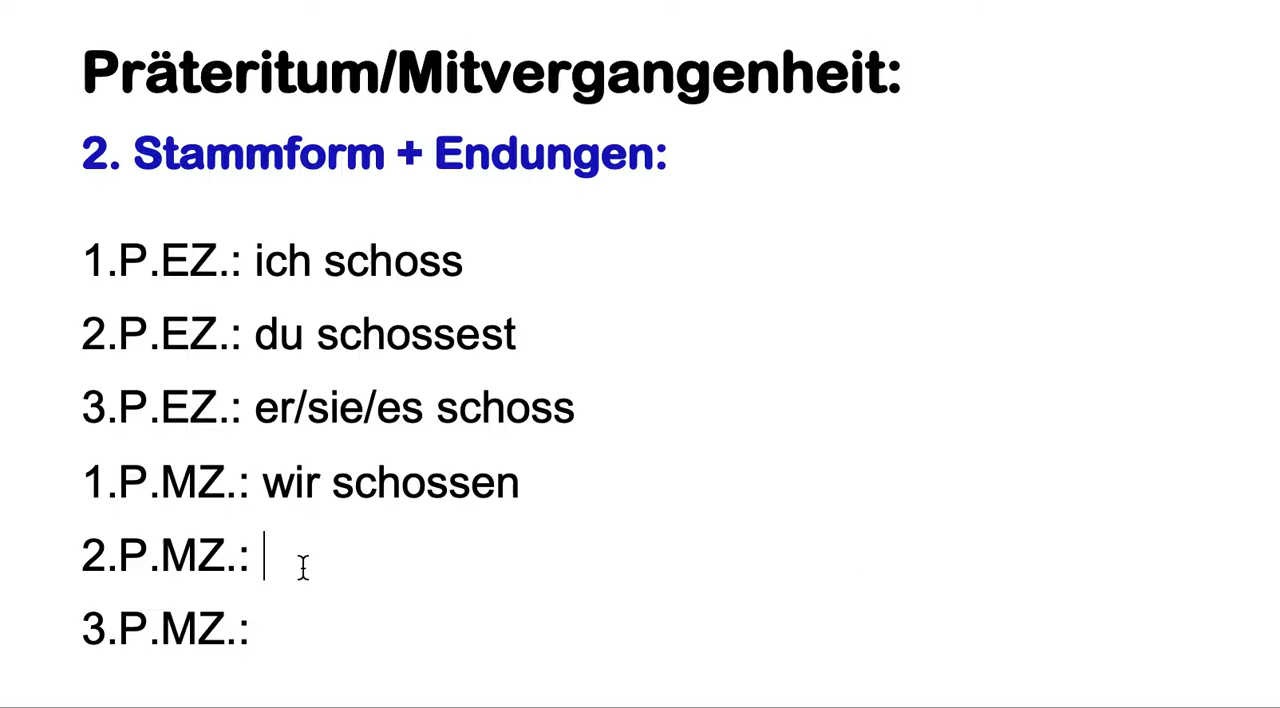 Präteritum/Mitvergangenheit:
2. Stammform + Endungen:
1.P.EZ.: ich schoss
2.P.EZ.: du schossest
3.P.EZ.: er/sie/es schoss
1.P.MZ.: wir schossen
2.P.MZ.:
3.P.MZ.: